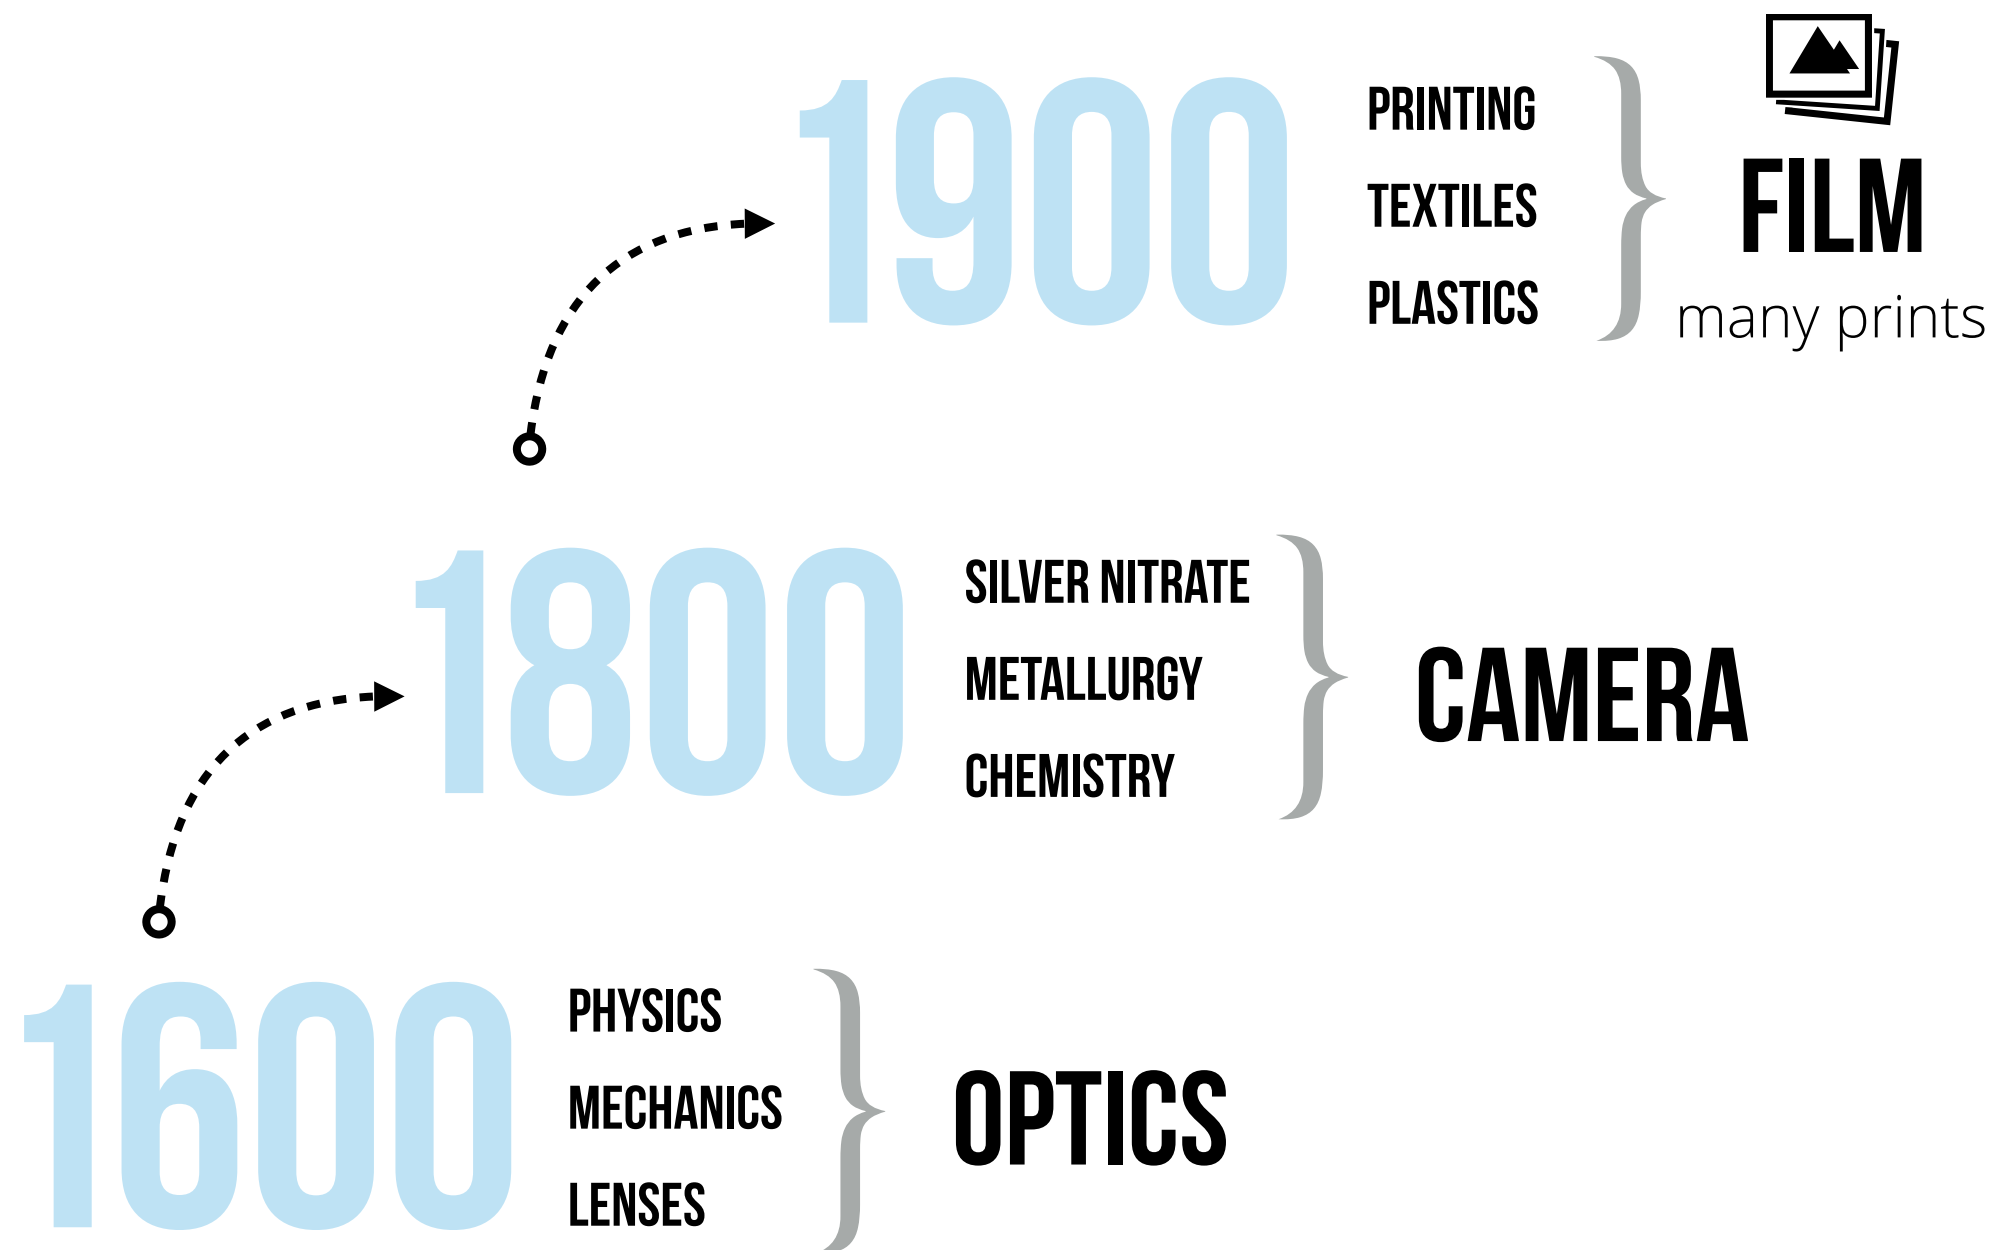 1900
PRINTING
TEXTILES
PLASTICS
FILM
many prints
1800
SILVER NITRATE
METALLURGY
CHEMISTRY
CAMERA
1600
PHYSICS
MECHANICS
LENSES
OPTICS